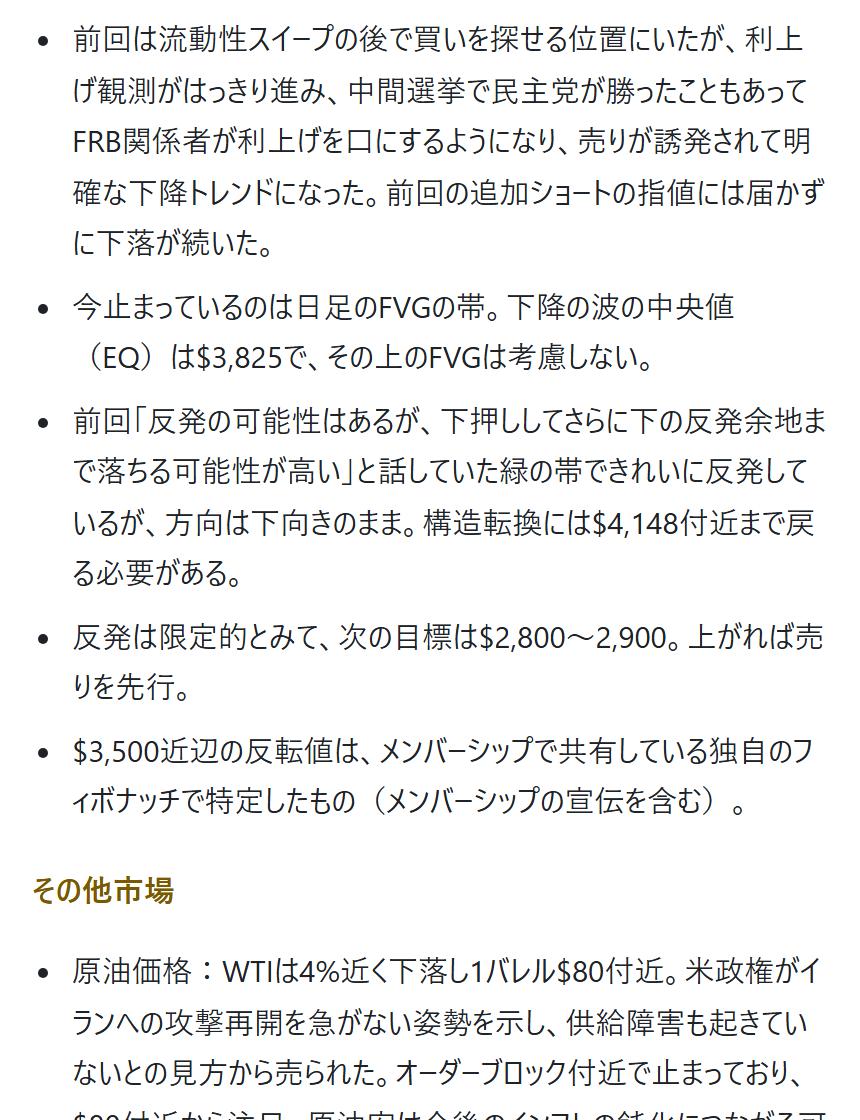 前回は流動性スイープの後で買いを探せる位置にいたが、利上
げ観測がはっきり進み、中間選挙で民主党が勝ったこともあって
FRB関係者が利上げを口にするようになり、売りが誘発されて明
確な下降トレンドになった。前回の追加ショートの指値には届かず
に下落が続いた。
今止まっているのは日足のFVGの帯。下降の波の中央値
（EQ）は$3,825で、その上のFVGは考慮しない。
前回「反発の可能性はあるが、下押ししてさらに下の反発余地ま
で落ちる可能性が高い」と話していた緑の帯できれいに反発して
いるが、方向は下向きのまま。構造転換には$4,148付近まで戻
る必要がある。
反発は限定的とみて、次の目標は$2,800～2,900。上がれば売
りを先行。
$3,500近辺の反転値は、メンバーシップで共有している独自のフ
ィボナッチで特定したもの（メンバーシップの宣伝を含む）。
その他市場
原油価格：WTIは4%近く下落し1バレル$80付近。米政権がイ
ランへの攻撃再開を急がない姿勢を示し、供給障害も起きてい
ないとの見方から売られた。オーダーブロック付近で止まっており、